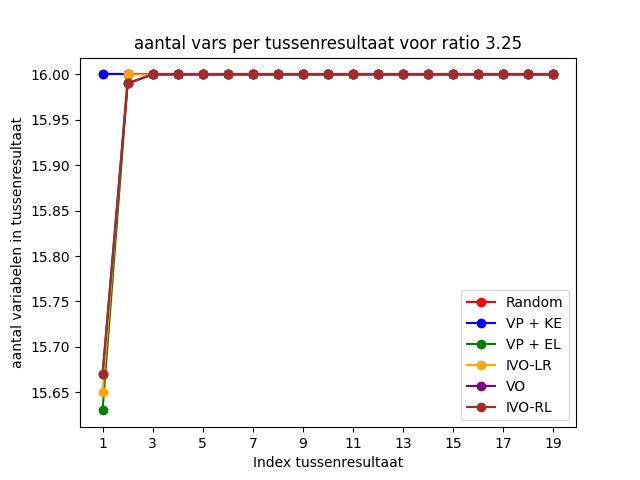 aantal vars per tussenresultaat voor ratio 3.25
aantal variabelen in tussenresultaat
16.00
15.95
15.90
15.85
15.80
15.75
15.70
15.65
Random
VP + KE
VP + EL
IVO-LR
VO
IVO-RL
1 3 5 7 9 11 13 15 17 19
Index tussenresultaat